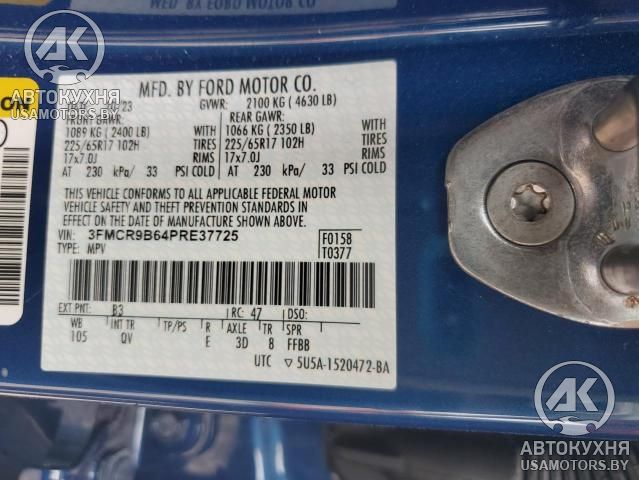 АВТОКУХНЯ
USAMOTORS.BY
MFD. BY FORD MOTOR CO.
GVWR: 2100 KG ( 4630 LB)
FRONT GAWR: REAR GAWR:
1089 KG ( 2400 LB) WITH 1066 KG ( 2350 LB) WITH
225/65R17 102H TIRES 225/65R17 102H TIRES
17x7.0J RIMS 17x7.0J RIMS
AT 230 kPa/ 33 PSI COLD AT 230 kPa/ 33 PSI COLD
THIS VEHICLE CONFORMS TO ALL APPLICABLE FEDERAL MOTOR
VEHICLE SAFETY AND THEFT PREVENTION STANDARDS IN
EFFECT ON THE DATE OF MANUFACTURE SHOWN ABOVE.
VIN: 3FMCR9B64PRE37725 F0158
TYPE: MPV T0377
EXT PNT: B3 RC: 47 DSO:
WB INT TR TP/PS R AXLE TR SPR
105 QV E 3D 8 FFBB
UTC ▽5U5A-1520472-BA
АК
АВТОКУХНЯ
USAMOTORS.BY